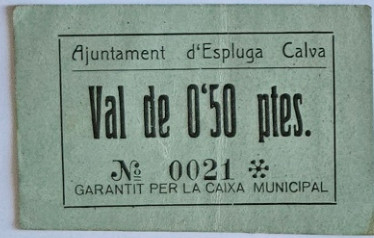 Ajuntament d'Espluga Calva
Val de 0'50 ptes.
Nº 0021 ✻
GARANTIT PER LA CAIXA MUNICIPAL